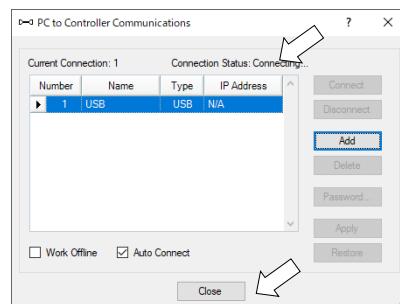 PC to Controller Communications
Current Connection: 1 Connection Status: Connecting...
Number Name Type IP Address
1 USB USB N/A
Connect
Disconnect
Add
Delete
Password...
Apply
Restore
Work Offline Auto Connect
Close